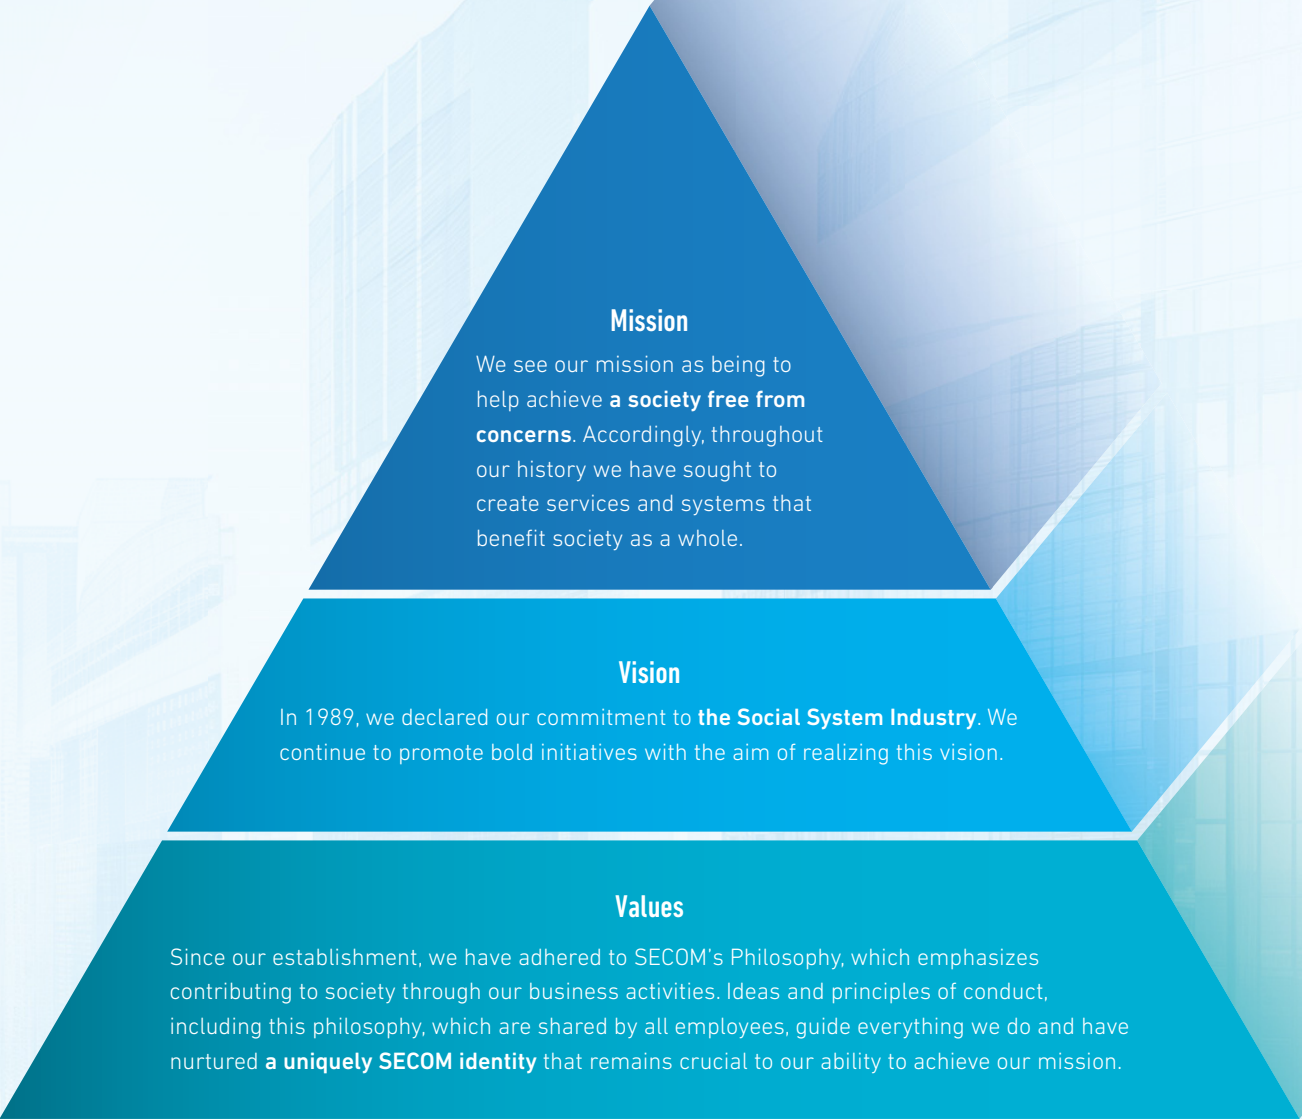 Mission
We see our mission as being to
help achieve a society free from
concerns. Accordingly, throughout
our history we have sought to
create services and systems that
benefit society as a whole.
Vision
In 1989, we declared our commitment to the Social System Industry. We
continue to promote bold initiatives with the aim of realizing this vision.
Values
Since our establishment, we have adhered to SECOM’s Philosophy, which emphasizes
contributing to society through our business activities. Ideas and principles of conduct,
including this philosophy, which are shared by all employees, guide everything we do and have
nurtured a uniquely SECOM identity that remains crucial to our ability to achieve our mission.